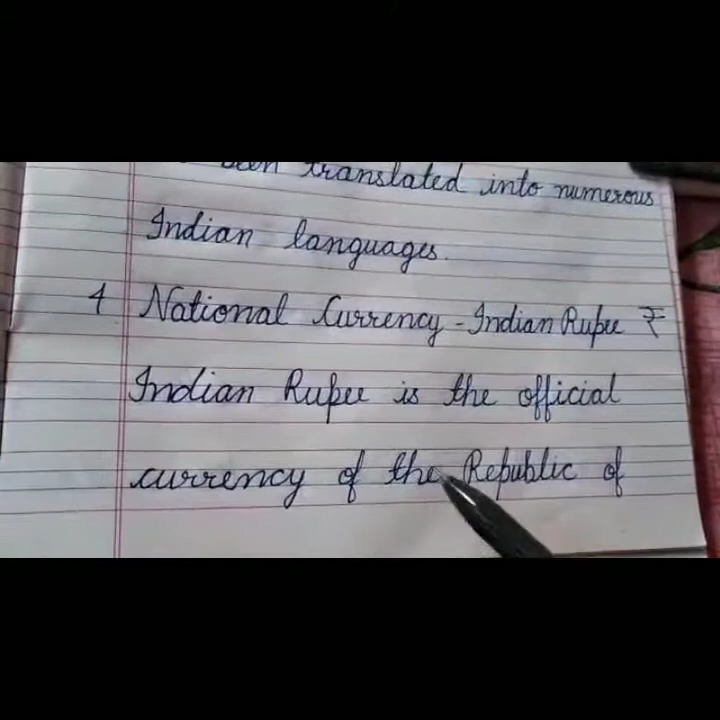 been translated into numerous
Indian languages.
4 National Currency - Indian Rupee ₹
Indian Rupee is the official
currency of the Republic of